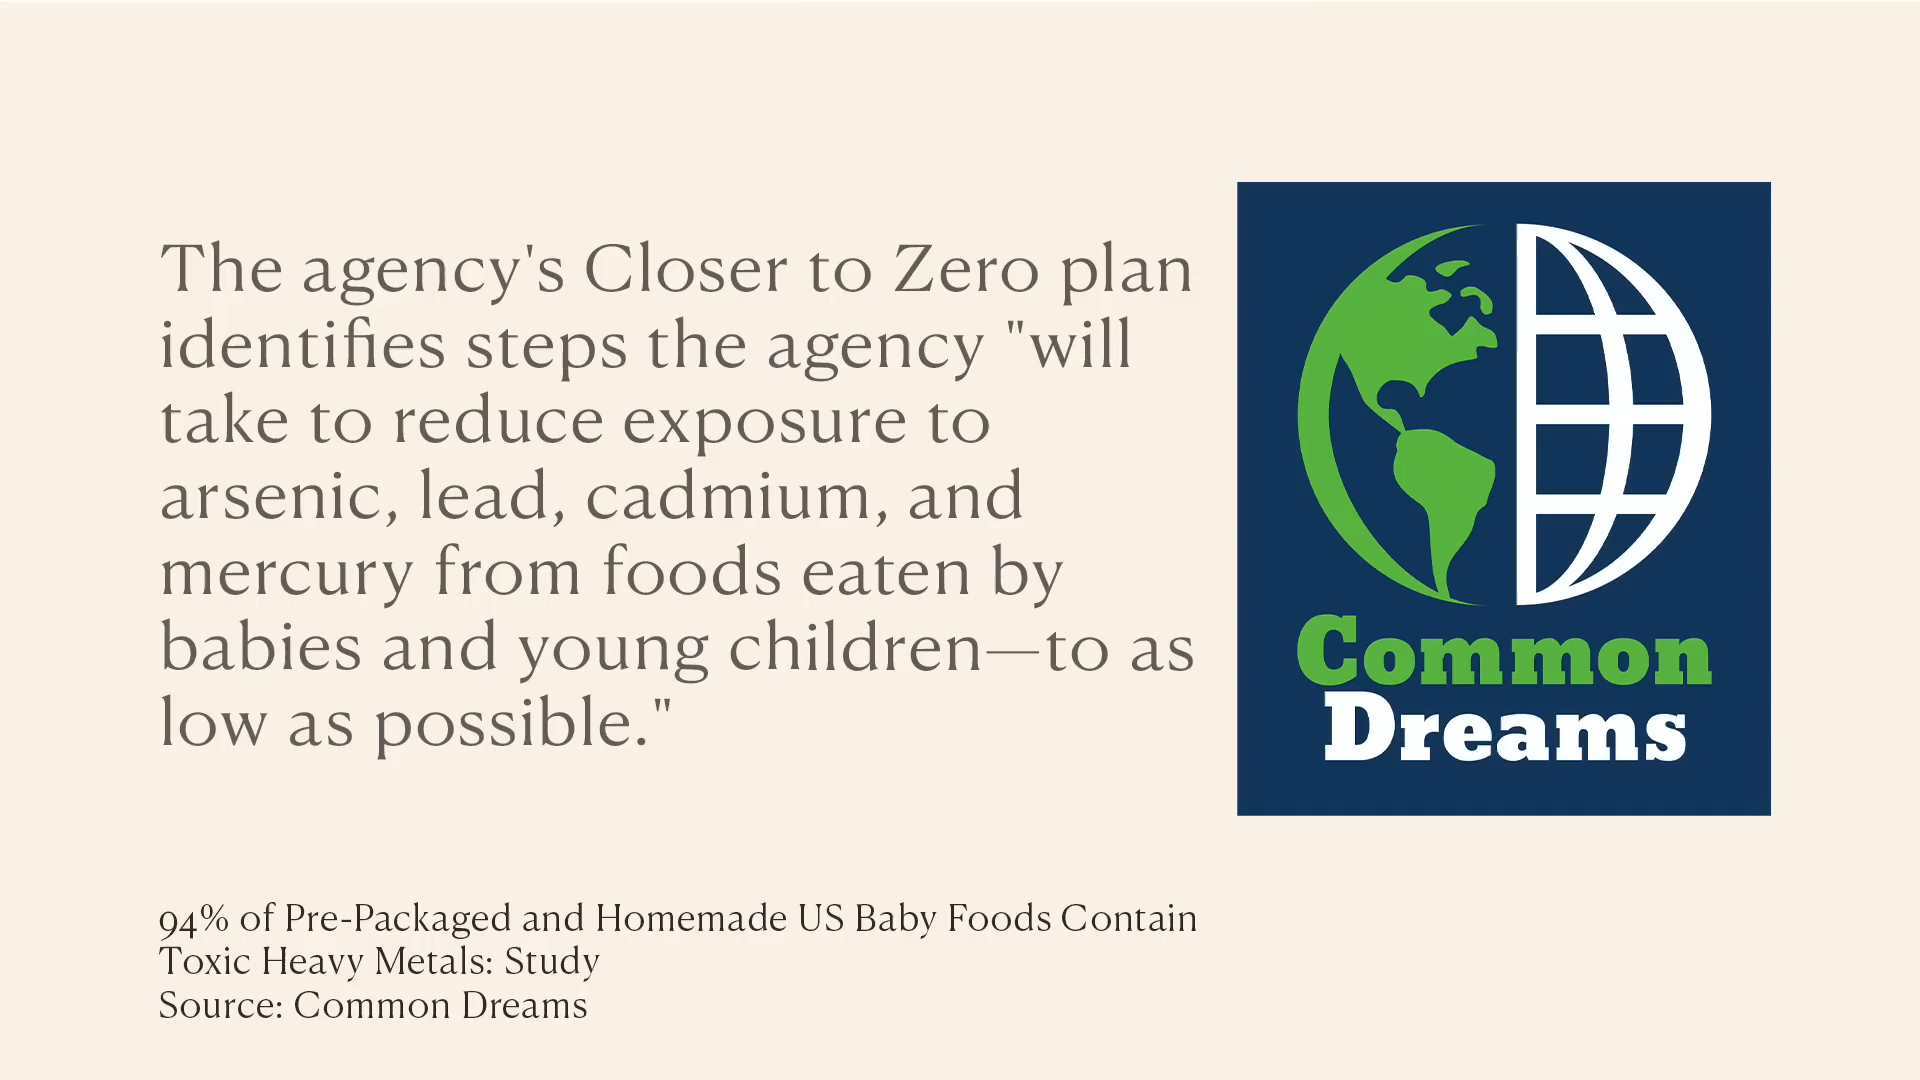 The agency's Closer to Zero plan
identifies steps the agency "will
take to reduce exposure to
arsenic, lead, cadmium, and
mercury from foods eaten by
babies and young children—to as
low as possible."
Common
Dreams
94% of Pre-Packaged and Homemade US Baby Foods Contain
Toxic Heavy Metals: Study
Source: Common Dreams